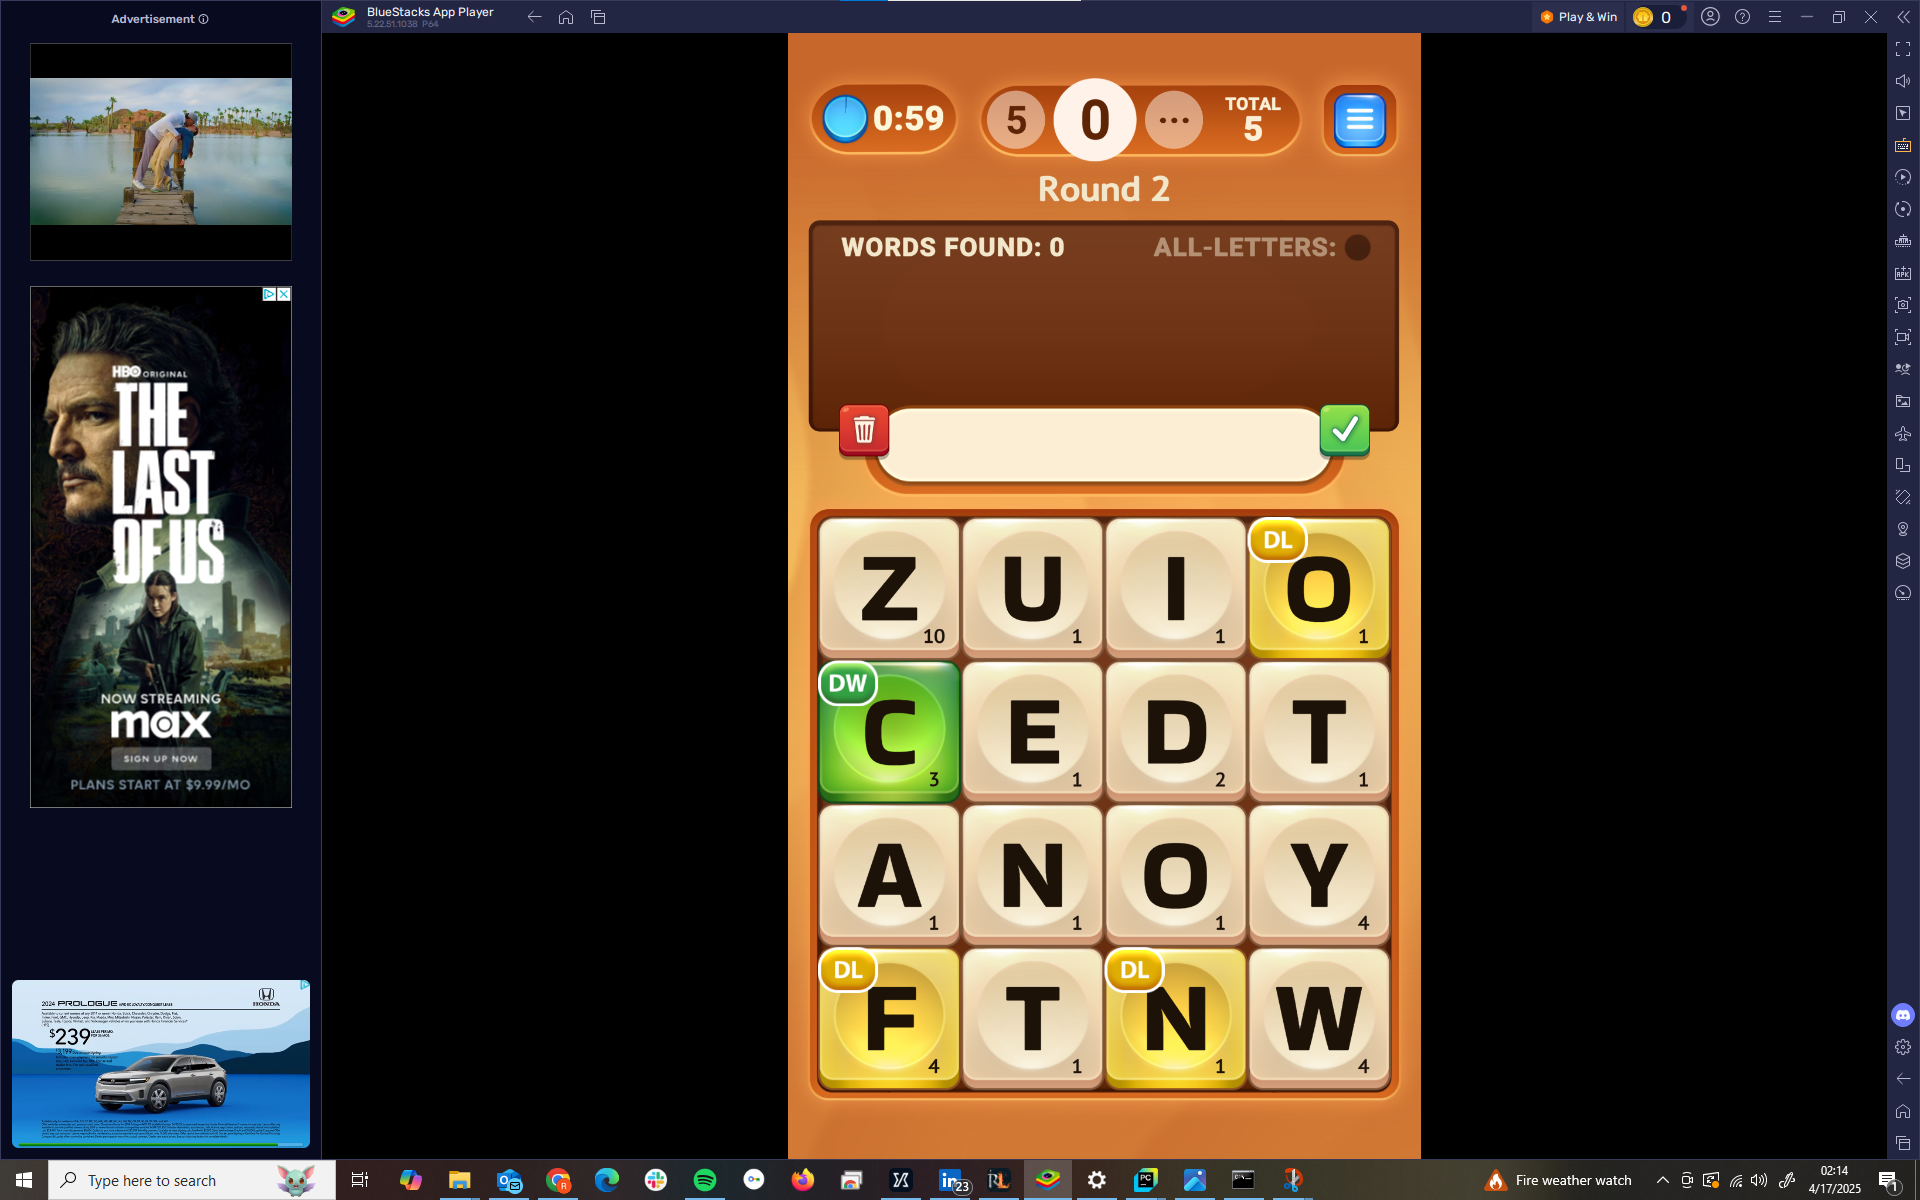 Advertisement
BlueStacks App Player
5.22.51.1038 P64
Play & Win
0
0:59
5
0
...
TOTAL
5
Round 2
WORDS FOUND: 0
ALL-LETTERS:
HBO ORIGINAL
THE
LAST
OF US
NOW STREAMING
max
SIGN UP NOW
PLANS START AT $9.99/MO
DL
Z 10
U 1
I 1
O 1
DW
C 3
E 1
D 2
T 1
A 1
N 1
O 1
Y 4
DL
DL
F 4
T 1
N 1
W 4
2024 PROLOGUE
HONDA
$239
Type here to search
23
Fire weather watch
02:14
4/17/2025
1